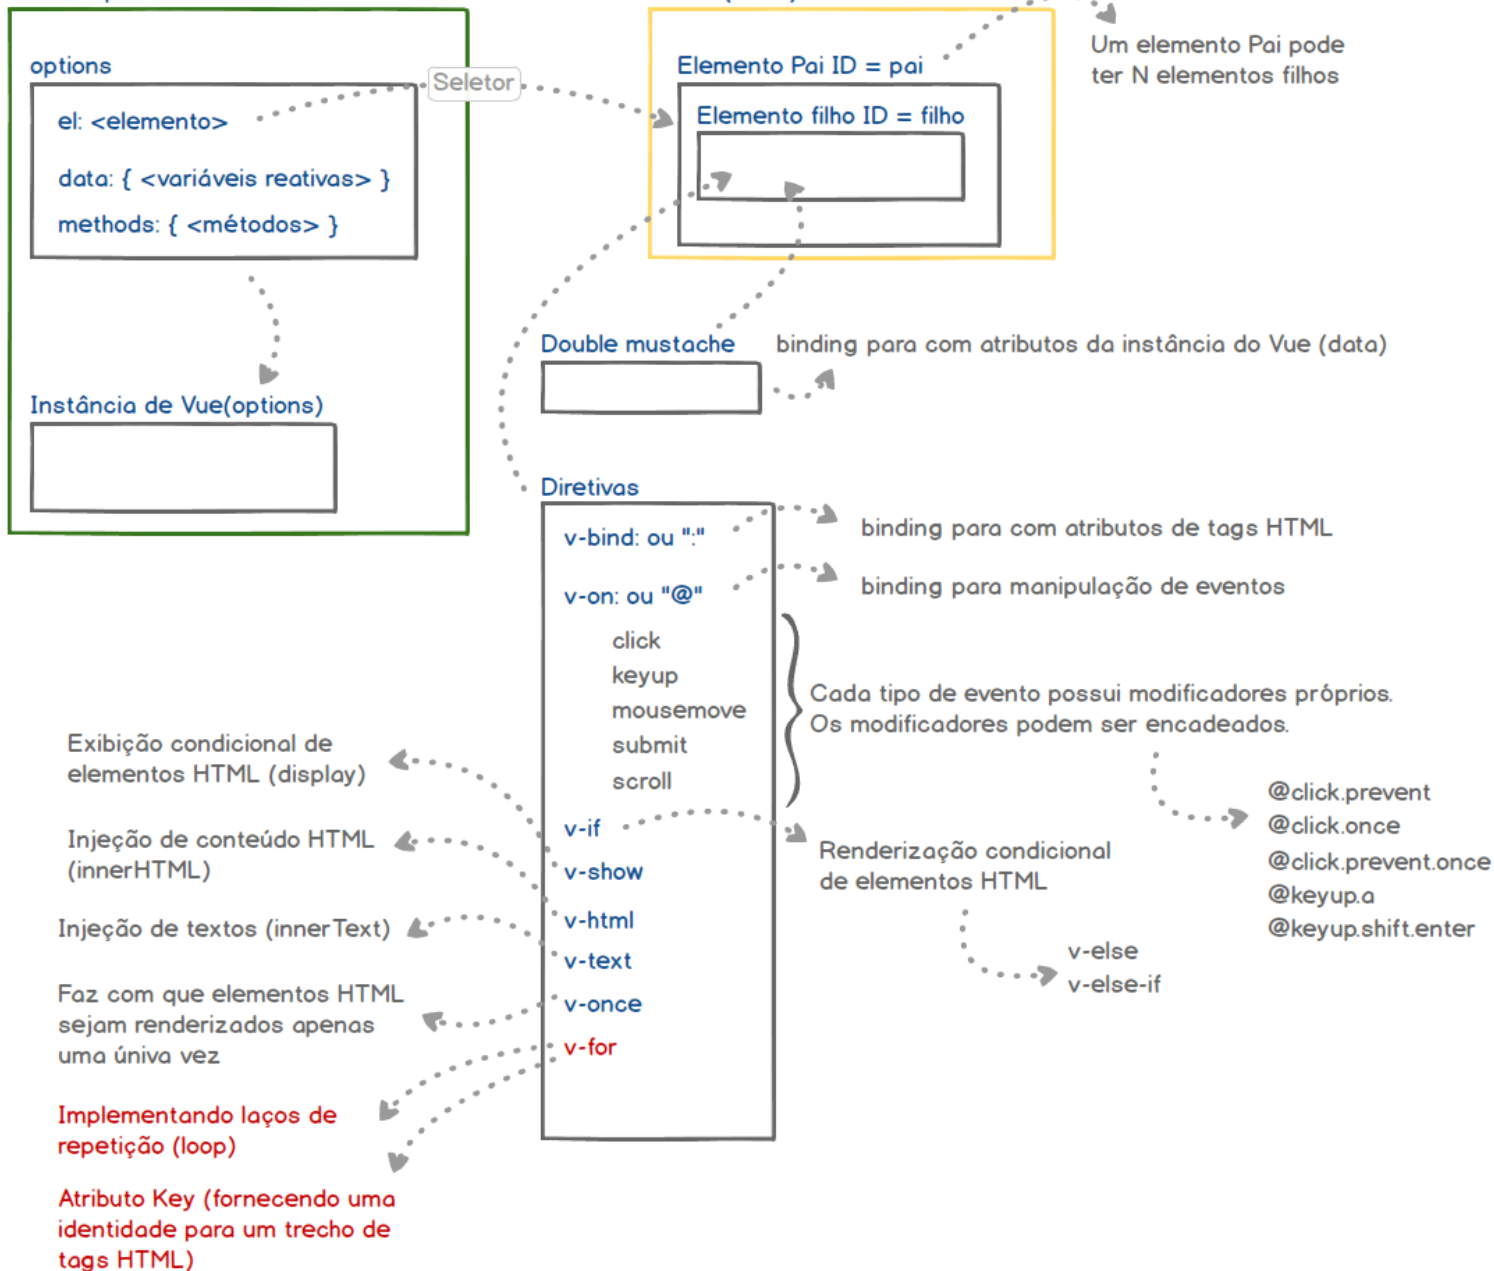 options
el: <elemento>
data: { <variáveis reativas> }
methods: { <métodos> }
Instância de Vue(options)
Seletor
Elemento Pai ID = pai
Elemento filho ID = filho
Um elemento Pai pode
ter N elementos filhos
Double mustache
binding para com atributos da instância do Vue (data)
Diretivas
v-bind: ou ":"
binding para com atributos de tags HTML
v-on: ou "@"
binding para manipulação de eventos
click
keyup
mousemove
submit
scroll
Cada tipo de evento possui modificadores próprios.
Os modificadores podem ser encadeados.
@click.prevent
@click.once
@click.prevent.once
@keyup.a
@keyup.shift.enter
v-if
Renderização condicional
de elementos HTML
v-else
v-else-if
v-show
Exibição condicional de
elementos HTML (display)
v-html
Injeção de conteúdo HTML
(innerHTML)
v-text
Injeção de textos (innerText)
v-once
Faz com que elementos HTML
sejam renderizados apenas
uma úniva vez
v-for
Implementando laços de
repetição (loop)
Atributo Key (fornecendo uma
identidade para um trecho de
tags HTML)